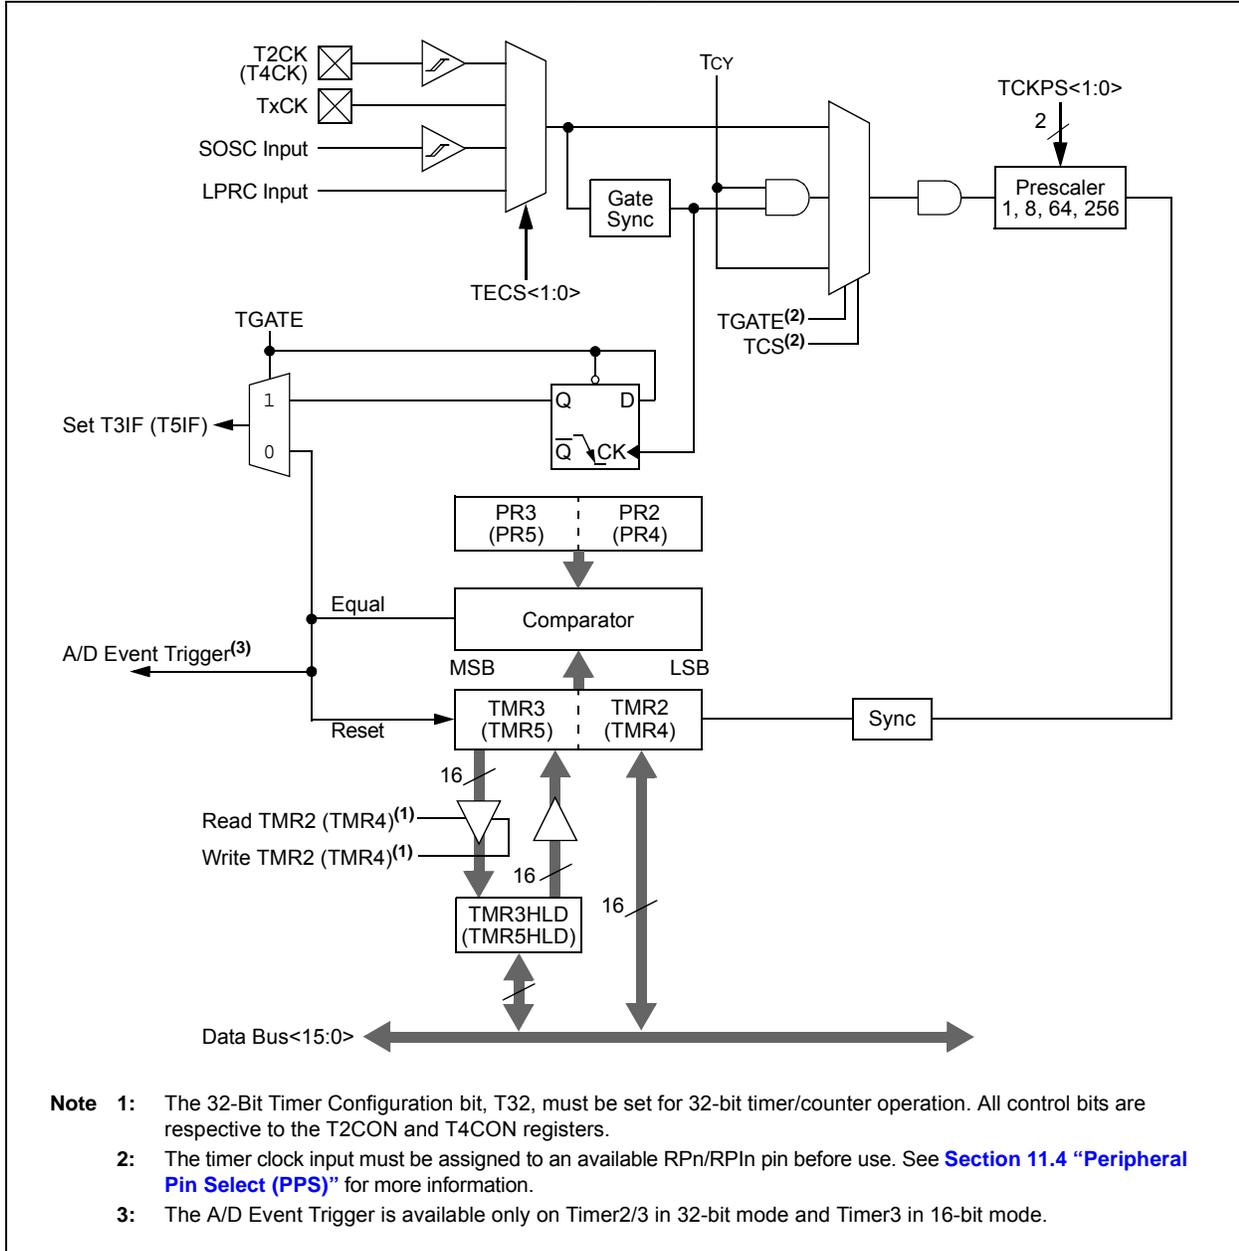 T2CK
(T4CK)
TxCK
SOSC Input
LPRC Input
TECS<1:0>
Gate
Sync
TCY
TGATE(2)
TCS(2)
TCKPS<1:0>
2
Prescaler
1, 8, 64, 256
TGATE
1
0
Set T3IF (T5IF)
Q
D
Q̅
CK
PR3
(PR5)
PR2
(PR4)
Equal
Comparator
A/D Event Trigger(3)
MSB
LSB
TMR3
(TMR5)
TMR2
(TMR4)
Reset
Sync
16
Read TMR2 (TMR4)(1)
Write TMR2 (TMR4)(1)
16
16
TMR3HLD
(TMR5HLD)
Data Bus<15:0>
Note 1: The 32-Bit Timer Configuration bit, T32, must be set for 32-bit timer/counter operation. All control bits are
respective to the T2CON and T4CON registers.
2: The timer clock input must be assigned to an available RPn/RPIn pin before use. See Section 11.4 “Peripheral
Pin Select (PPS)” for more information.
3: The A/D Event Trigger is available only on Timer2/3 in 32-bit mode and Timer3 in 16-bit mode.